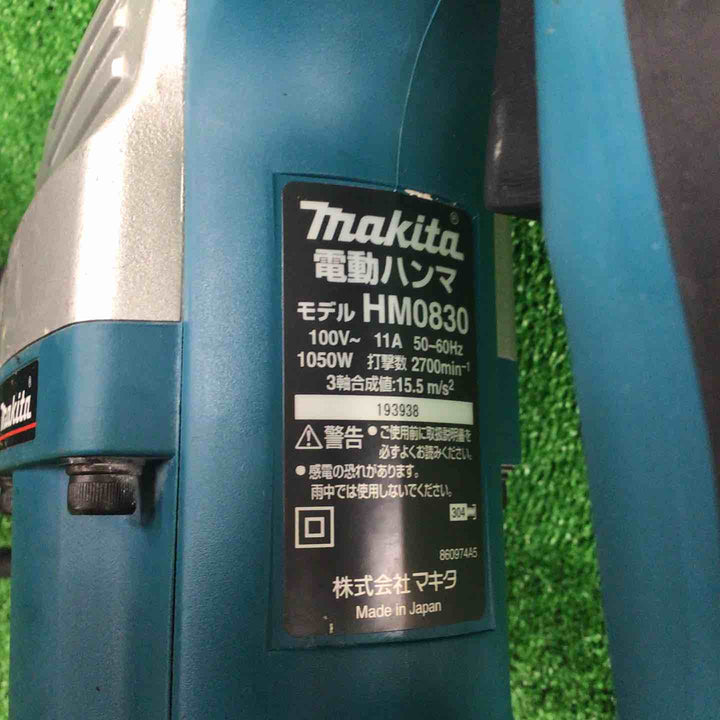 makita®
電動ハンマ
モデル HM0830
100V~ 11A 50-60Hz
1050W 打撃数 2700min-1
3軸合成値:15.5 m/s2
193938
警告 • ご使用前に取扱説明書を
必ずよくお読みください。
• 感電の恐れがあります。
雨中では使用しないでください。
304
860974A5
株式会社マキタ
Made in Japan
makita